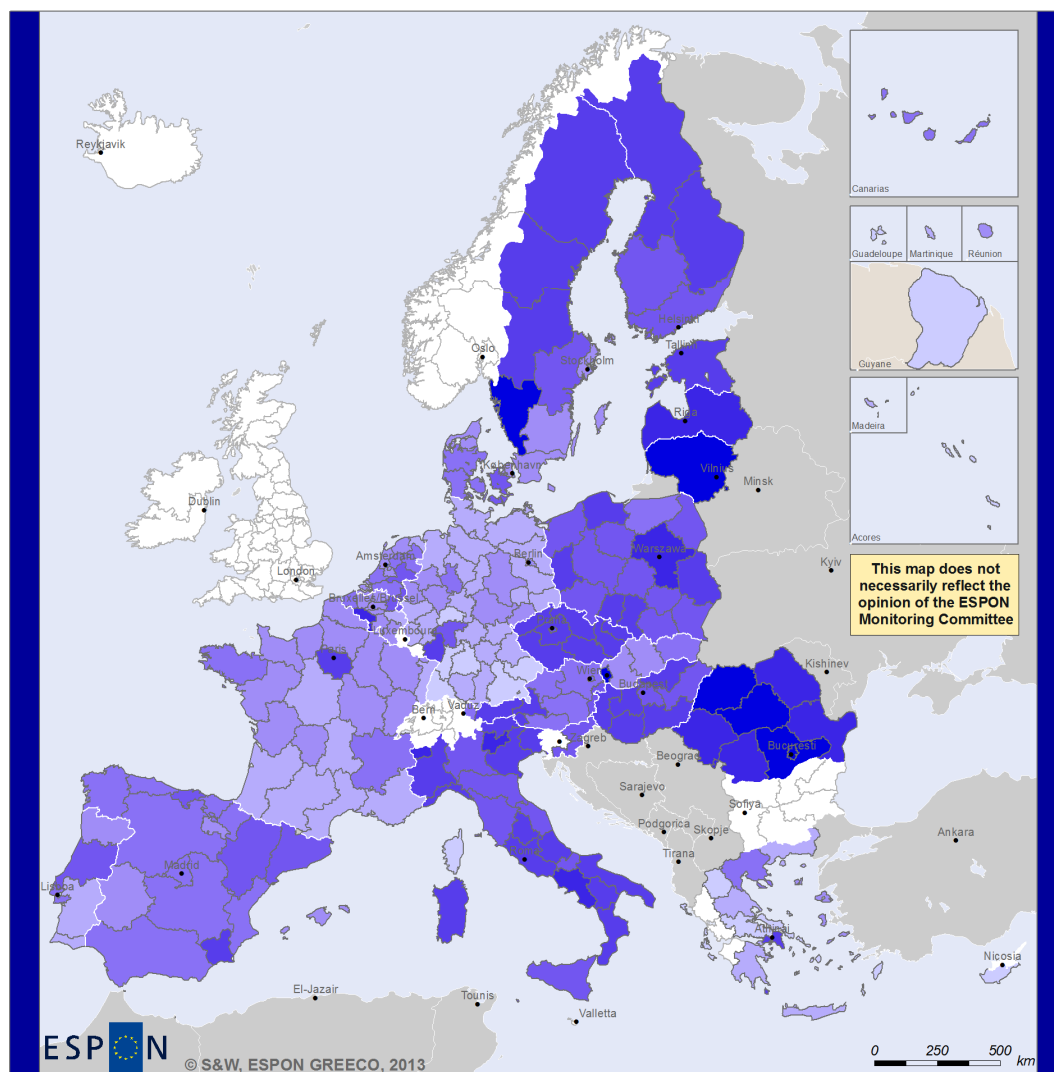 Canarias
Reykjavik
Guadeloupe
Martinique
Réunion
Guyane
Oslo
Helsinki
Tallinn
Stockholm
Madeira
Riga
København
Vilnius
Minsk
Dublin
Acores
Amsterdam
Berlin
Warszawa
London
Kyiv
This map does not
necessarily reflect the
opinion of the ESPON
Monitoring Committee
Bruxelles/Brussel
Luxembourg
Praha
Paris
Kishinev
Wien
Budapest
Bern
Vaduz
Zagreb
Bucuresti
Beograd
Sarajevo
Sofiya
Podgorica
Skopje
Ankara
Tirana
Roma
Madrid
Lisboa
Athinai
Nicosia
El-Jazair
Tounis
Valletta
ESPON
© S&W, ESPON GREECO, 2013
0 250 500
km